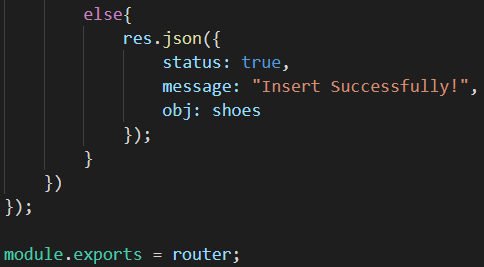 else{
res.json({
status: true,
message: "Insert Successfully!",
obj: shoes
});
}
})
});
module.exports = router;